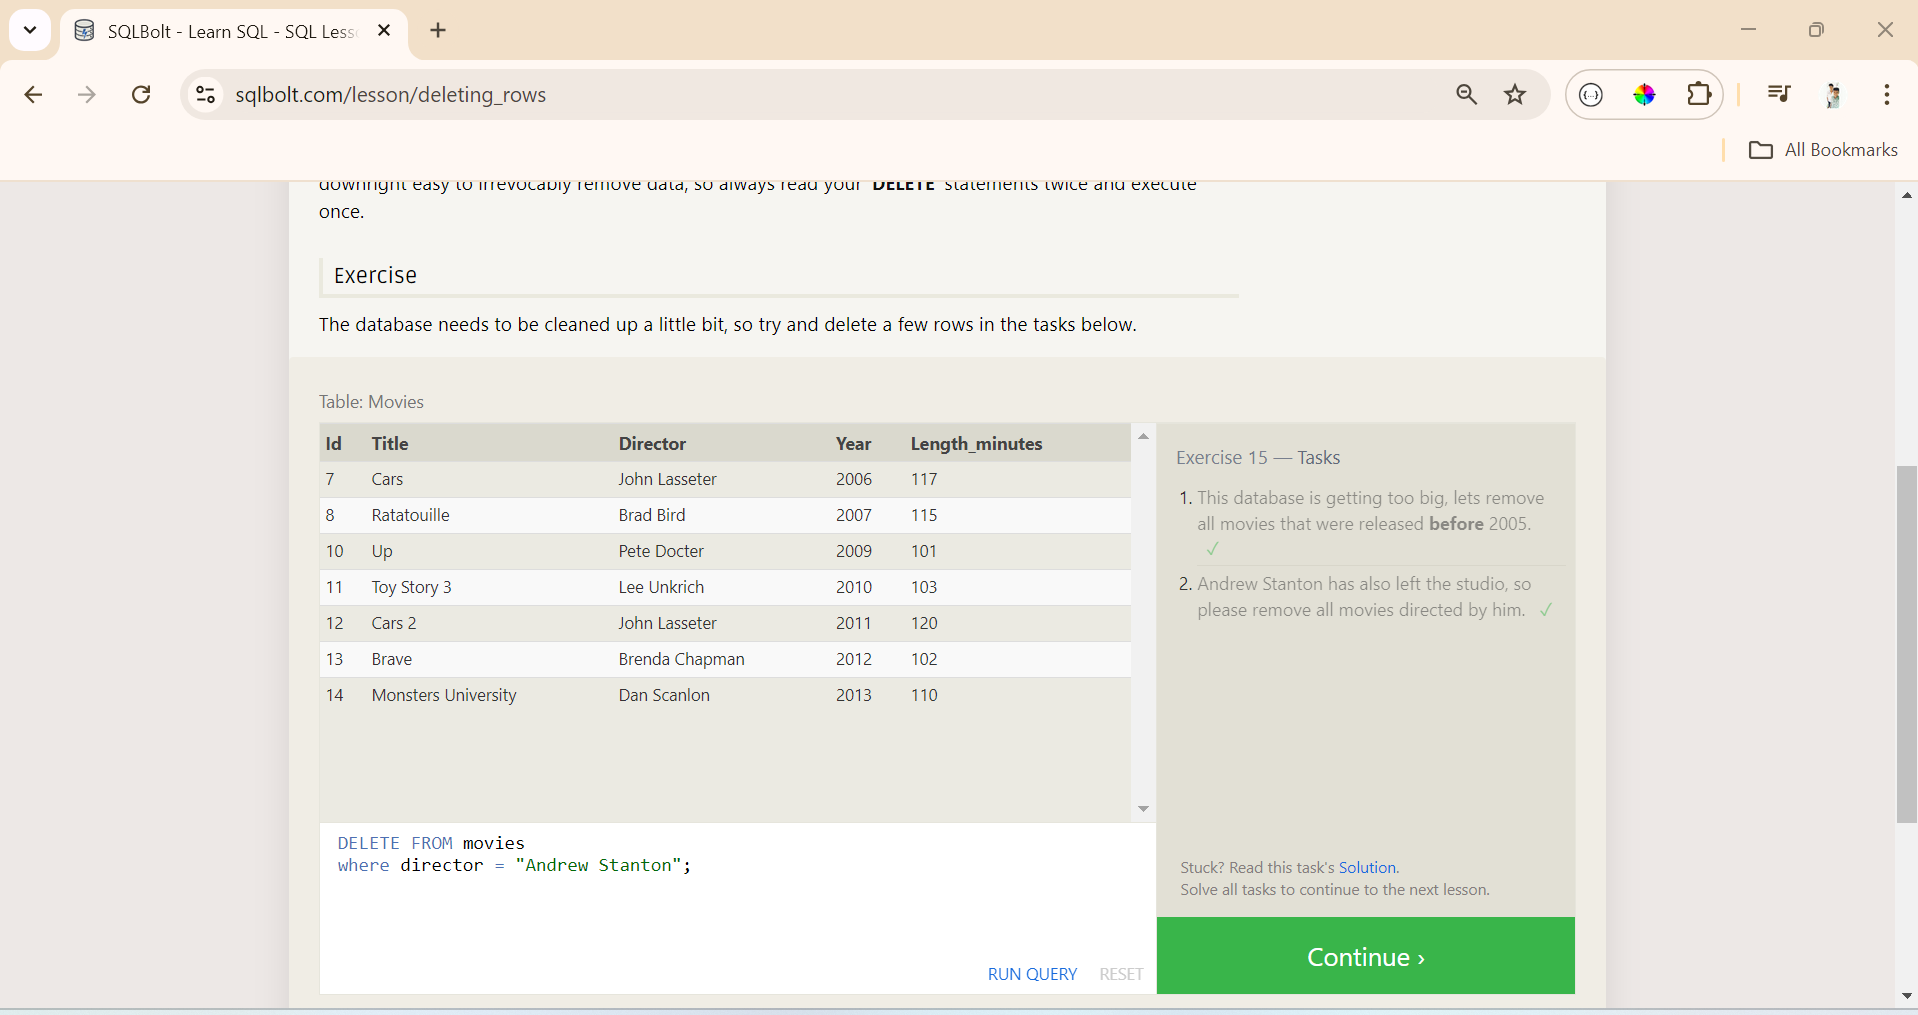 SQLBolt - Learn SQL - SQL Less
sqlbolt.com/lesson/deleting_rows
All Bookmarks
downright easy to irrevocably remove data, so always read your DELETE statements twice and execute
once.
Exercise
The database needs to be cleaned up a little bit, so try and delete a few rows in the tasks below.
Table: Movies
Id Title Director Year Length_minutes
7 Cars John Lasseter 2006 117
8 Ratatouille Brad Bird 2007 115
10 Up Pete Docter 2009 101
11 Toy Story 3 Lee Unkrich 2010 103
12 Cars 2 John Lasseter 2011 120
13 Brave Brenda Chapman 2012 102
14 Monsters University Dan Scanlon 2013 110
DELETE FROM movies
where director = "Andrew Stanton";
RUN QUERY RESET
Exercise 15 — Tasks
1. This database is getting too big, lets remove
all movies that were released before 2005.
✓
2. Andrew Stanton has also left the studio, so
please remove all movies directed by him. ✓
Stuck? Read this task's Solution.
Solve all tasks to continue to the next lesson.
Continue ›